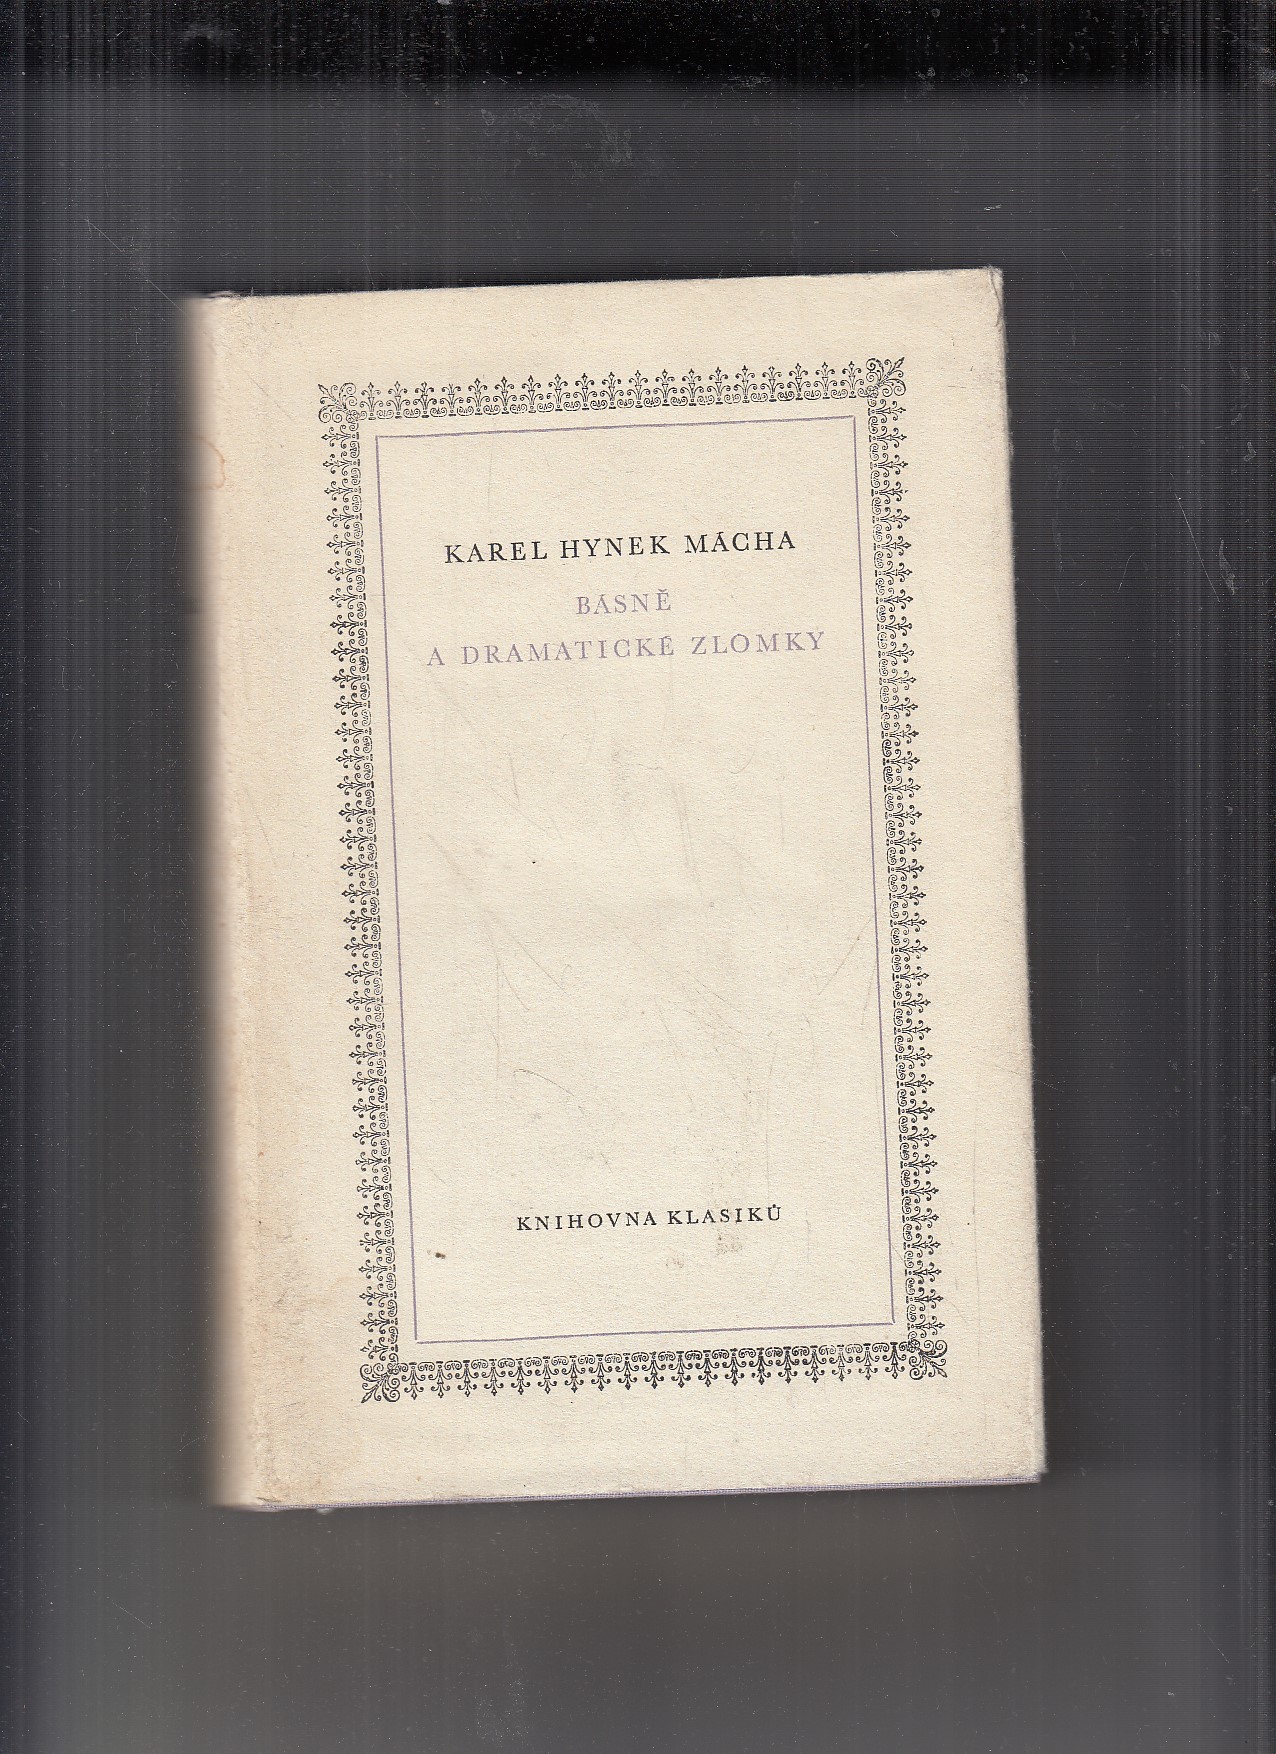 KAREL HYNEK MÁCHA
BÁSNĚ
A DRAMATICKÉ ZLOMKY
KNIHOVNA KLASIKŮ